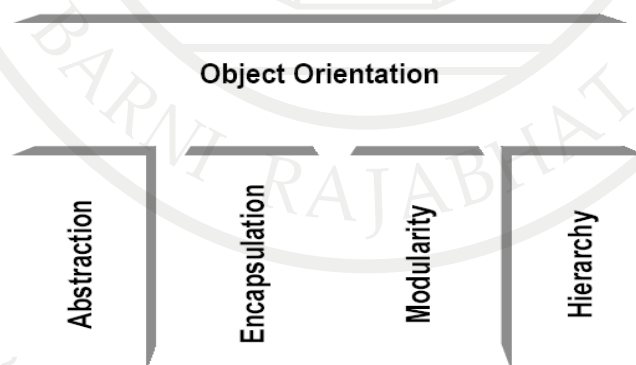 Object Orientation
Abstraction
Encapsulation
Modularity
Hierarchy
BARNI RAJABHAT